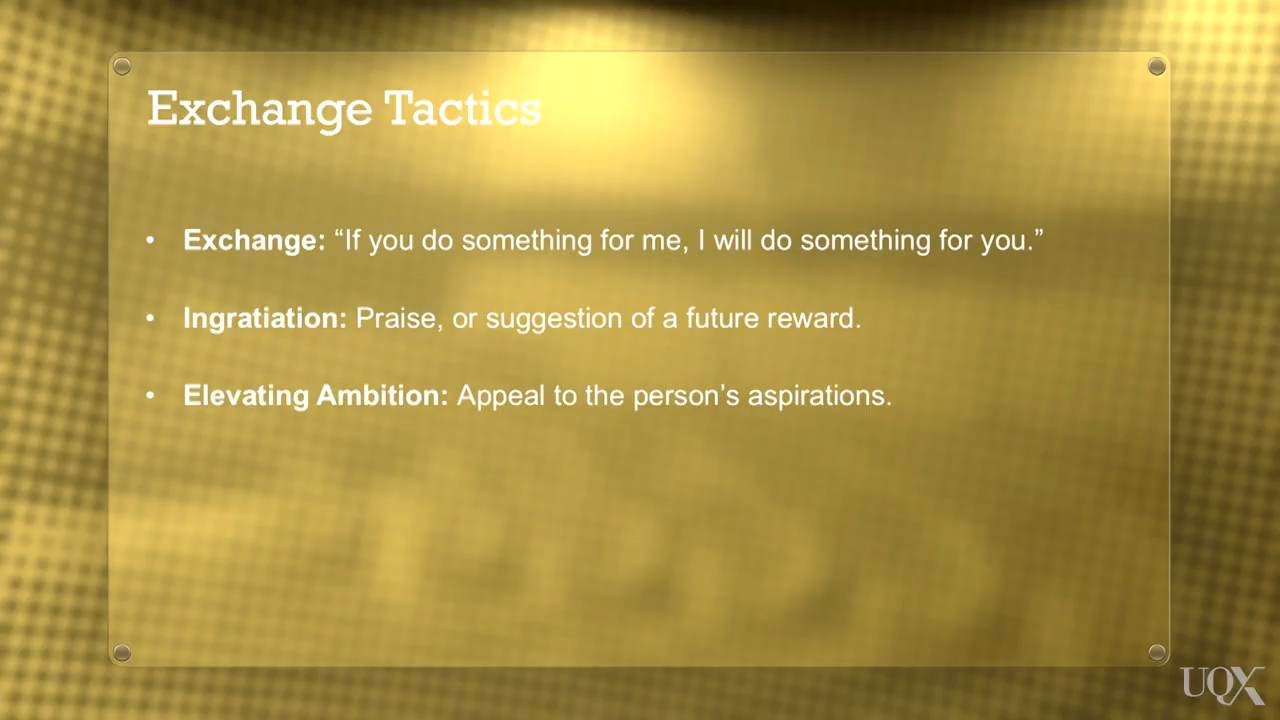 Exchange Tactics
• Exchange: “If you do something for me, I will do something for you.”
• Ingratiation: Praise, or suggestion of a future reward.
• Elevating Ambition: Appeal to the person’s aspirations.
UQX